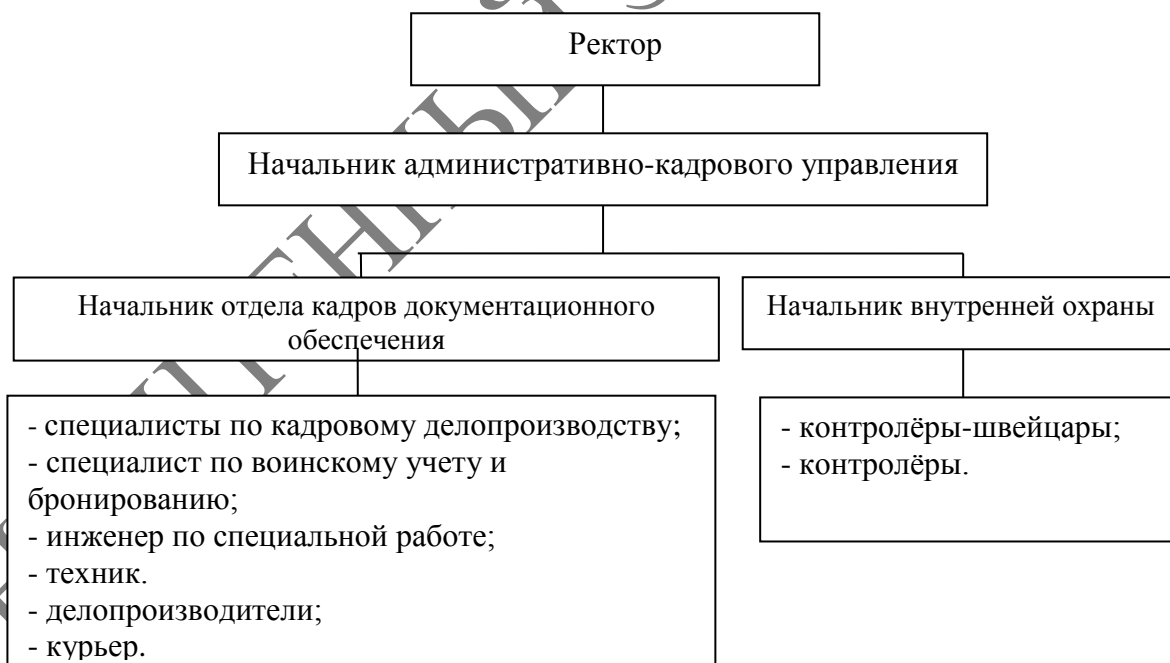 Ректор
Начальник административно-кадрового управления
Начальник отдела кадров документационного
обеспечения
Начальник внутренней охраны
- специалисты по кадровому делопроизводству;
- специалист по воинскому учету и
бронированию;
- инженер по специальной работе;
- техник.
- делопроизводители;
- курьер.
- контролёры-швейцары;
- контролёры.